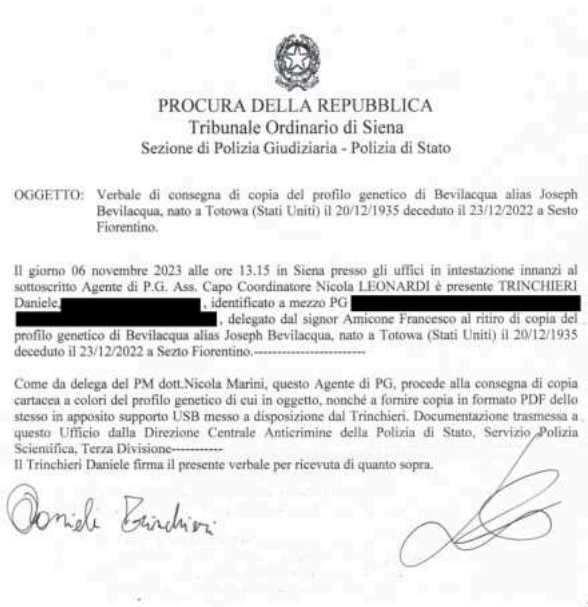 PROCURA DELLA REPUBBLICA
Tribunale Ordinario di Siena
Sezione di Polizia Giudiziaria - Polizia di Stato
OGGETTO: Verbale di consegna di copia del profilo genetico di Bevilacqua alias Joseph
Bevilacqua, nato a Totowa (Stati Uniti) il 20/12/1935 deceduto il 23/12/2022 a Sesto
Fiorentino.
Il giorno 06 novembre 2023 alle ore 13.15 in Siena presso gli uffici in intestazione innanzi al
sottoscritto Agente di P.G. Ass. Capo Coordinatore Nicola LEONARDI è presente TRINCHIERI
Daniele, , identificato a mezzo PG
, delegato dal signor Amicone Francesco al ritiro di copia del
profilo genetico di Bevilacqua alias Joseph Bevilacqua, nato a Totowa (Stati Uniti) il 20/12/1935
deceduto il 23/12/2022 a Sezto Fiorentino.-------------------------
Come da delega del PM dott.Nicola Marini, questo Agente di PG, procede alla consegna di copia
cartacea a colori del profilo genetico di cui in oggetto, nonché a fornire copia in formato PDF dello
stesso in apposito supporto USB messo a disposizione dal Trinchieri. Documentazione trasmessa a
questo Ufficio dalla Direzione Centrale Anticrimine della Polizia di Stato, Servizio Polizia
Scientifica, Terza Divisione-----------
Il Trinchieri Daniele firma il presente verbale per ricevuta di quanto sopra.
Daniele Trinchieri